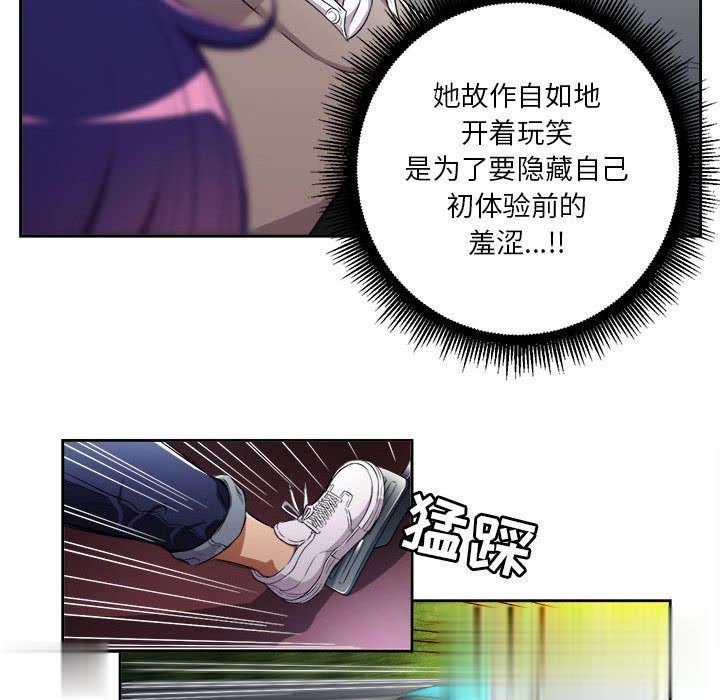 她故作自如地
开着玩笑
是为了要隐藏自己
初体验前的
羞涩...!!
猛踩